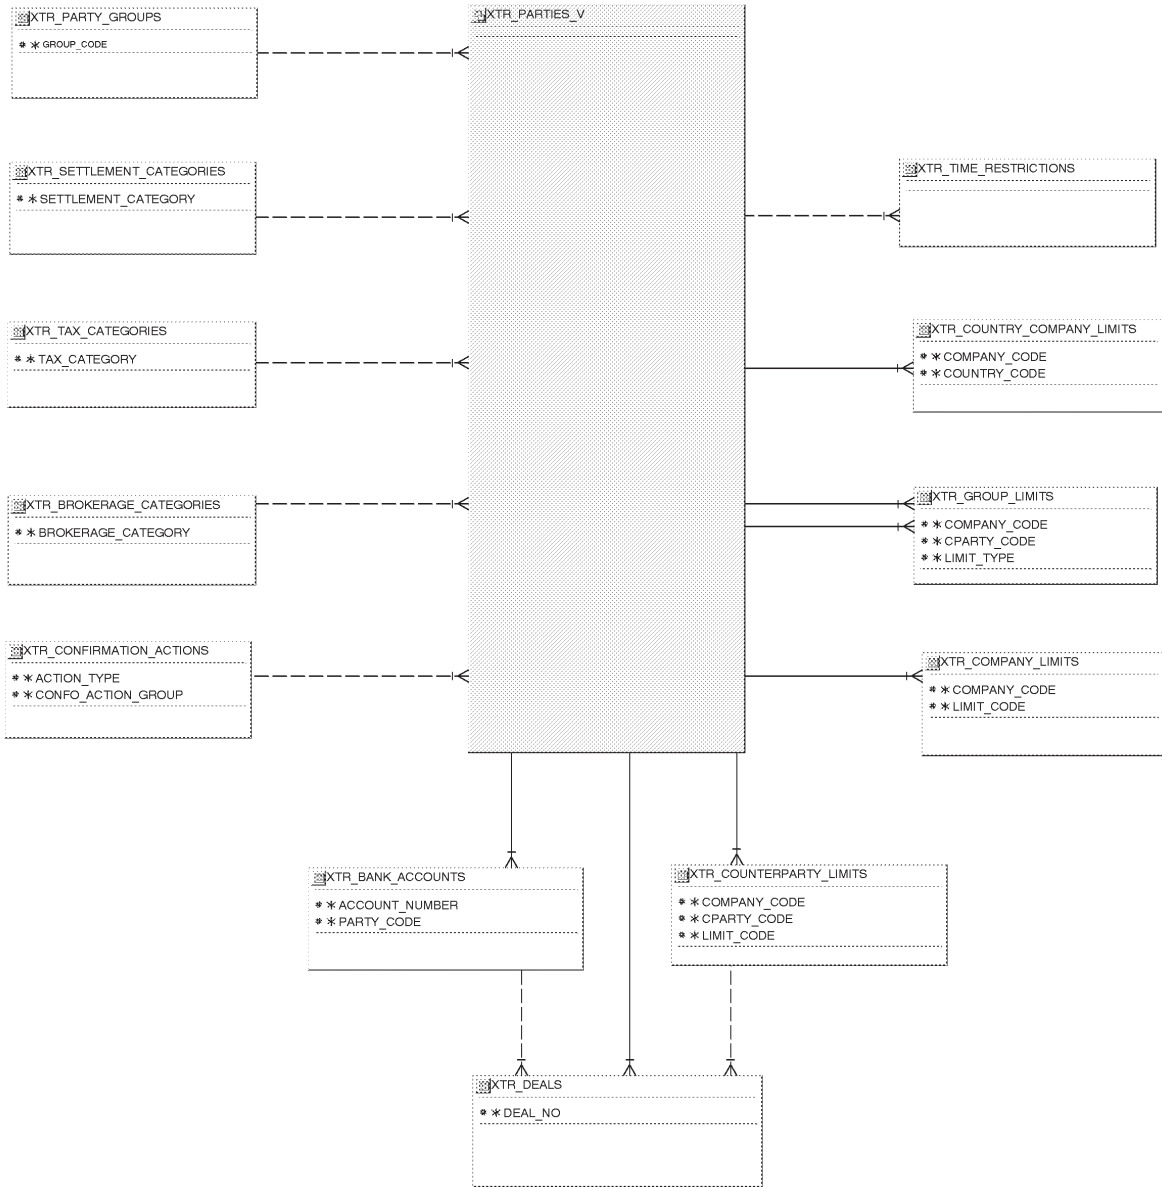 XTR_PARTY_GROUPS
# * GROUP_CODE
XTR_PARTIES_V
XTR_SETTLEMENT_CATEGORIES
# * SETTLEMENT_CATEGORY
XTR_TIME_RESTRICTIONS
XTR_TAX_CATEGORIES
# * TAX_CATEGORY
XTR_COUNTRY_COMPANY_LIMITS
# * COMPANY_CODE
# * COUNTRY_CODE
XTR_BROKERAGE_CATEGORIES
# * BROKERAGE_CATEGORY
XTR_GROUP_LIMITS
# * COMPANY_CODE
# * CPARTY_CODE
# * LIMIT_TYPE
XTR_CONFIRMATION_ACTIONS
# * ACTION_TYPE
# * CONFO_ACTION_GROUP
XTR_COMPANY_LIMITS
# * COMPANY_CODE
# * LIMIT_CODE
XTR_BANK_ACCOUNTS
# * ACCOUNT_NUMBER
# * PARTY_CODE
XTR_COUNTERPARTY_LIMITS
# * COMPANY_CODE
# * CPARTY_CODE
# * LIMIT_CODE
XTR_DEALS
# * DEAL_NO